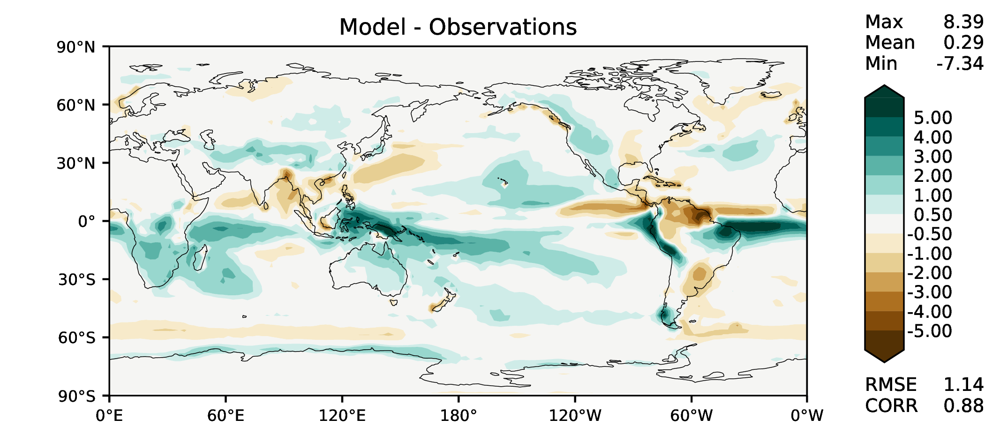 Model - Observations
Max 8.39
Mean 0.29
Min -7.34
90°N
60°N
30°N
0°
30°S
60°S
90°S
0°E 60°E 120°E 180° 120°W 60°W 0°W
5.00
4.00
3.00
2.00
1.00
0.50
-0.50
-1.00
-2.00
-3.00
-4.00
-5.00
RMSE 1.14
CORR 0.88